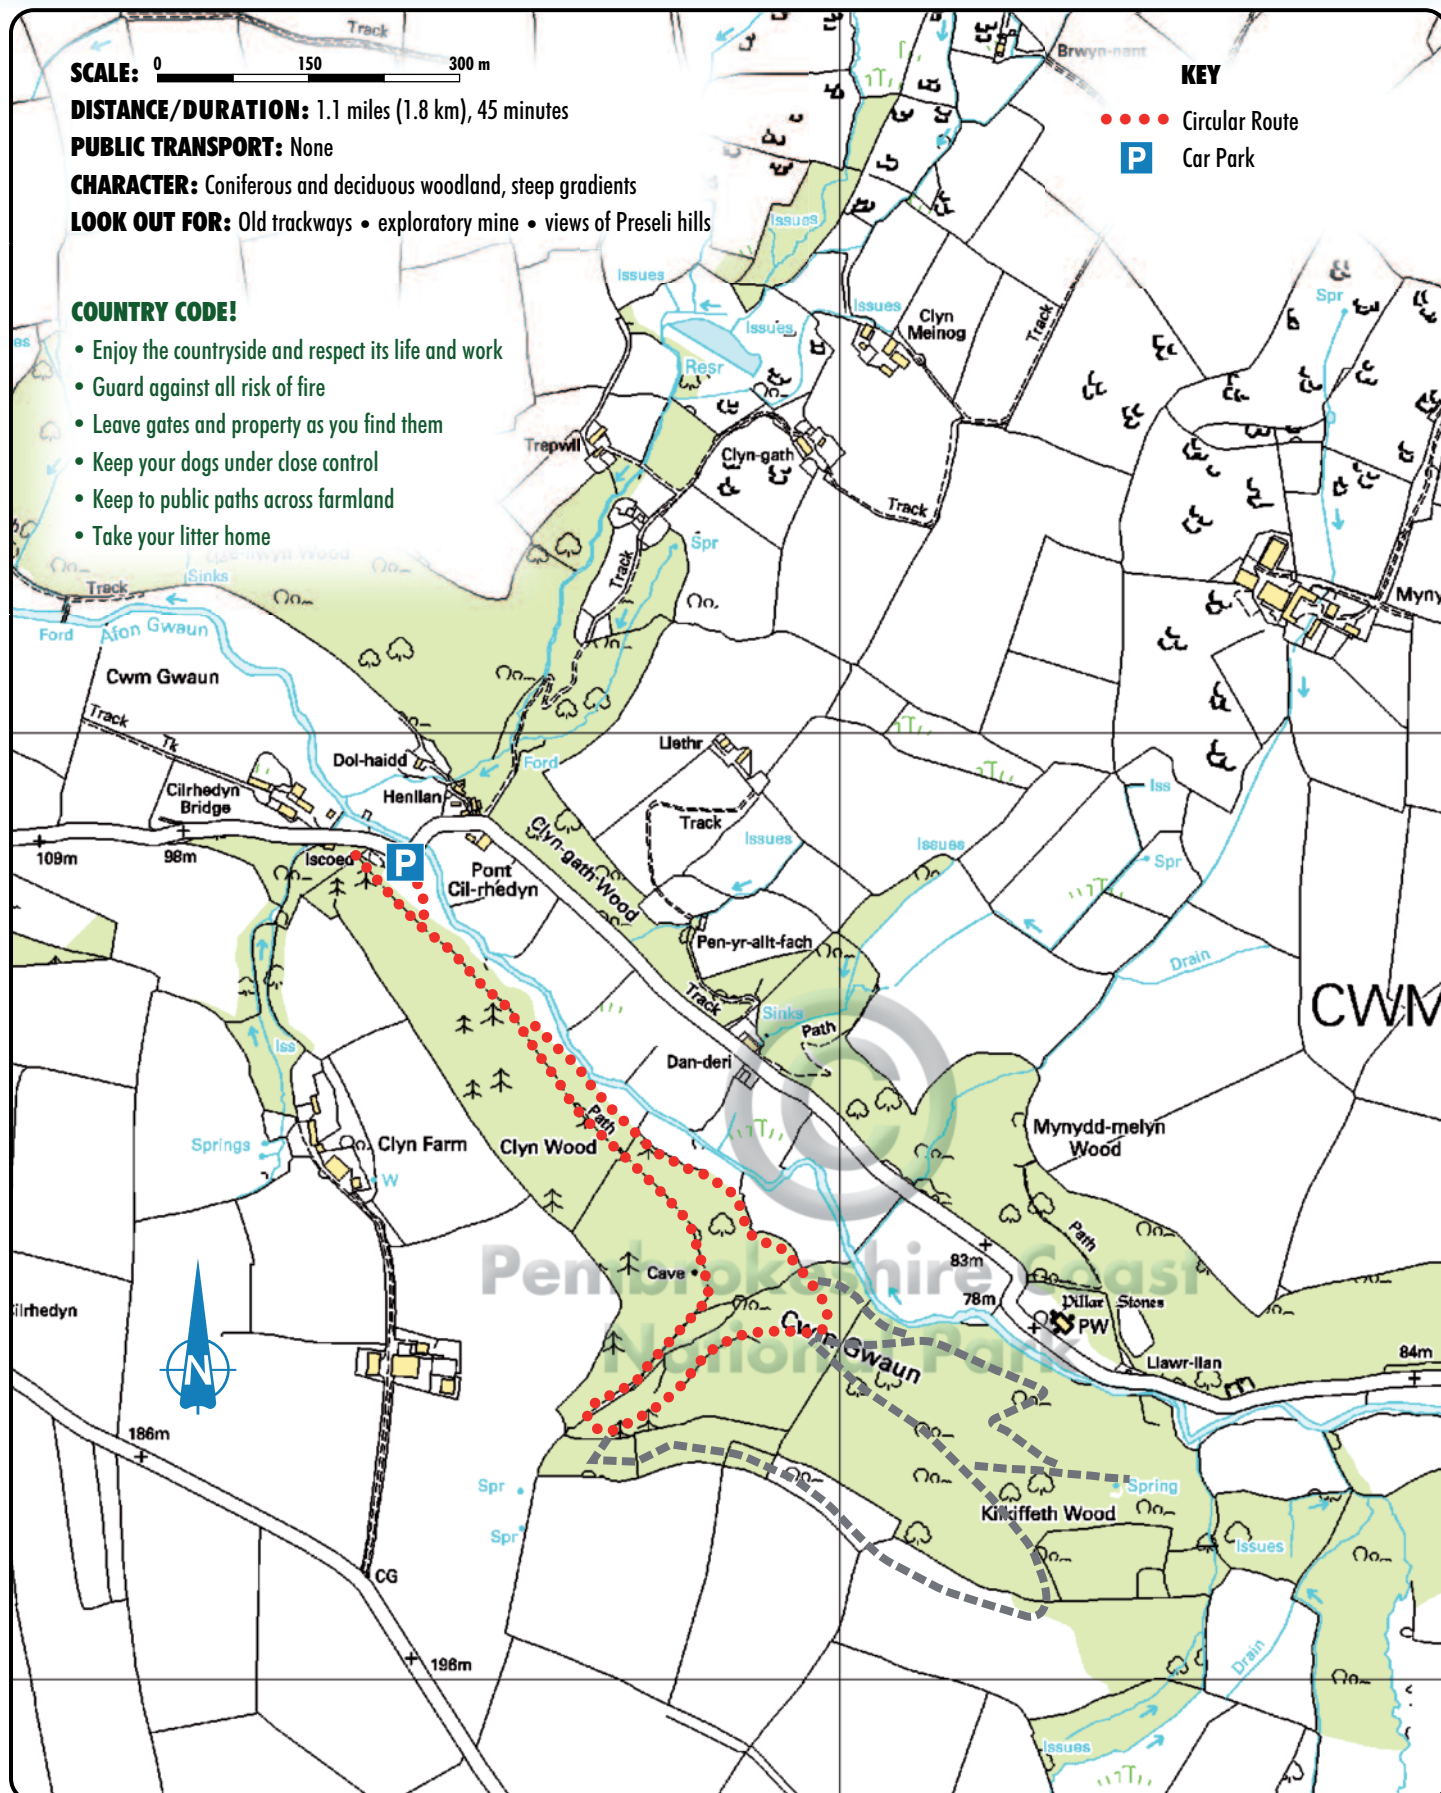 Track
SCALE: 0 150 300 m
DISTANCE/DURATION: 1.1 miles (1.8 km), 45 minutes
PUBLIC TRANSPORT: None
CHARACTER: Coniferous and deciduous woodland, steep gradients
LOOK OUT FOR: Old trackways • exploratory mine • views of Preseli hills
Brwyn-nant
KEY
Circular Route
P Car Park
COUNTRY CODE!
• Enjoy the countryside and respect its life and work
• Guard against all risk of fire
• Leave gates and property as you find them
• Keep your dogs under close control
• Keep to public paths across farmland
• Take your litter home
Issues
Issues
Issues
Issues
Clyn
Meinog
Track
Spr
Resr
Trepwll
Clyn-gath
Track
Spr
Track
Wood
Sinks
Track
Ford
Afon Gwaun
Myny
Cwm Gwaun
Track
Tk
Dol-haidd
Ford
Llethr
Cilrhedyn
Bridge
Henllan
Track
Issues
Issues
Iss
Spr
109m
98m
Iscoed
P
Pont
Cil-rhedyn
Clyn-gath-Wood
Pen-yr-allt-fach
Drain
Track
Sinks
Path
CWM
Iss
Dan-deri
©
Springs
Clyn Farm
W
Path
Clyn Wood
Mynydd-melyn
Wood
Path
83m
Cave
78m
Pembrokeshire Coast
National Park
Pillar Stones
PW
ilrhedyn
N
Cwm Gwaun
Llawr-llan
84m
186m
Spr
Spr
Spring
Kilkiffeth Wood
Issues
CG
198m
Drain
Issues